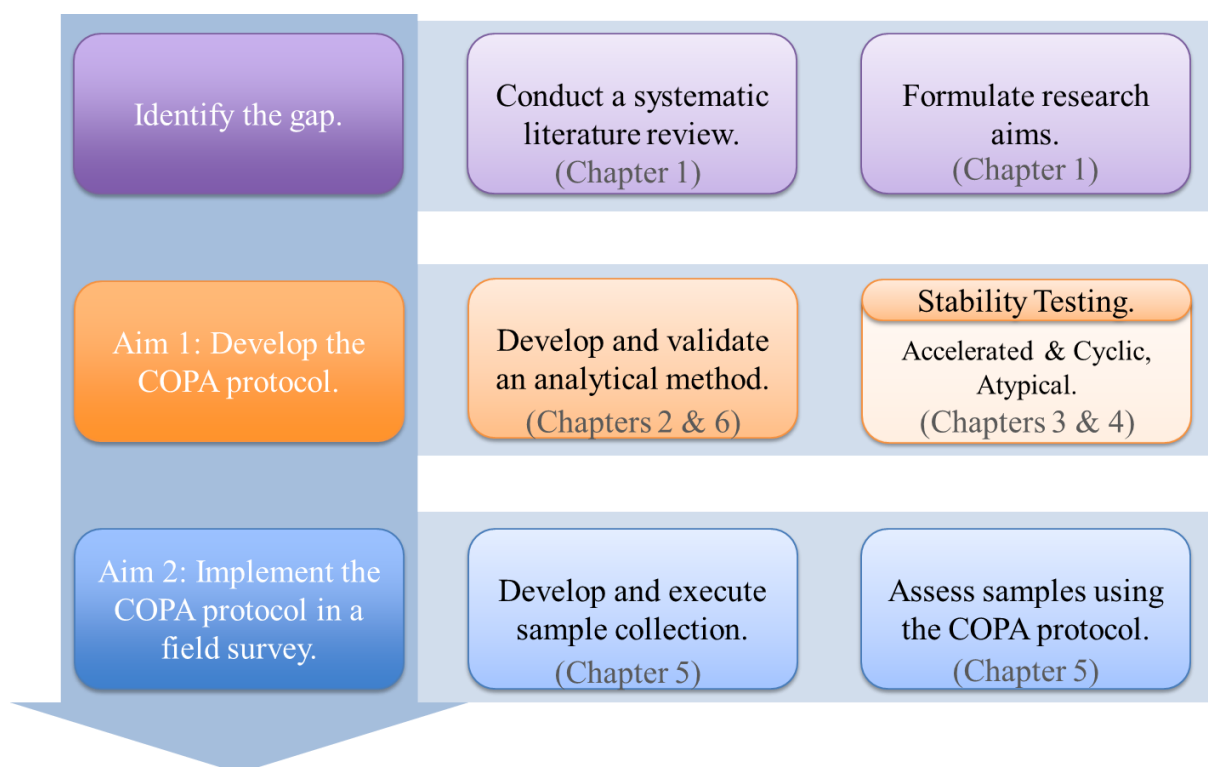 Identify the gap.
Conduct a systematic
literature review.
(Chapter 1)
Formulate research
aims.
(Chapter 1)
Aim 1: Develop the
COPA protocol.
Develop and validate
an analytical method.
(Chapters 2 & 6)
Stability Testing.
Accelerated & Cyclic,
Atypical.
(Chapters 3 & 4)
Aim 2: Implement the
COPA protocol in a
field survey.
Develop and execute
sample collection.
(Chapter 5)
Assess samples using
the COPA protocol.
(Chapter 5)